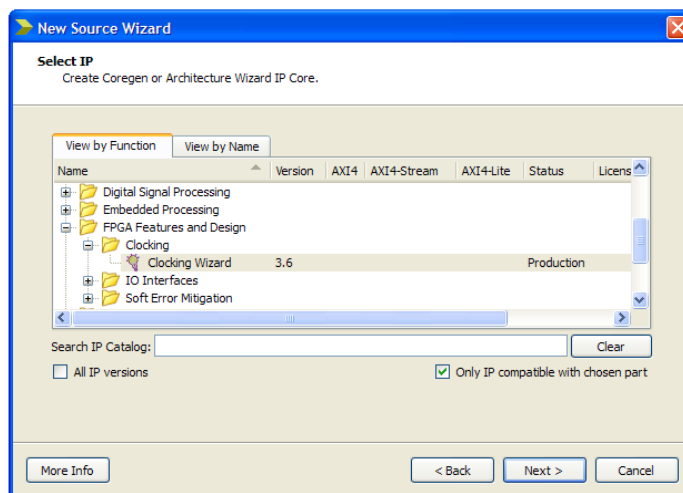 New Source Wizard
Select IP
Create Coregen or Architecture Wizard IP Core.
View by Function View by Name
Name Version AXI4 AXI4-Stream AXI4-Lite Status Licens
Digital Signal Processing
Embedded Processing
FPGA Features and Design
Clocking
Clocking Wizard 3.6 Production
IO Interfaces
Soft Error Mitigation
Search IP Catalog: Clear
All IP versions Only IP compatible with chosen part
More Info < Back Next > Cancel